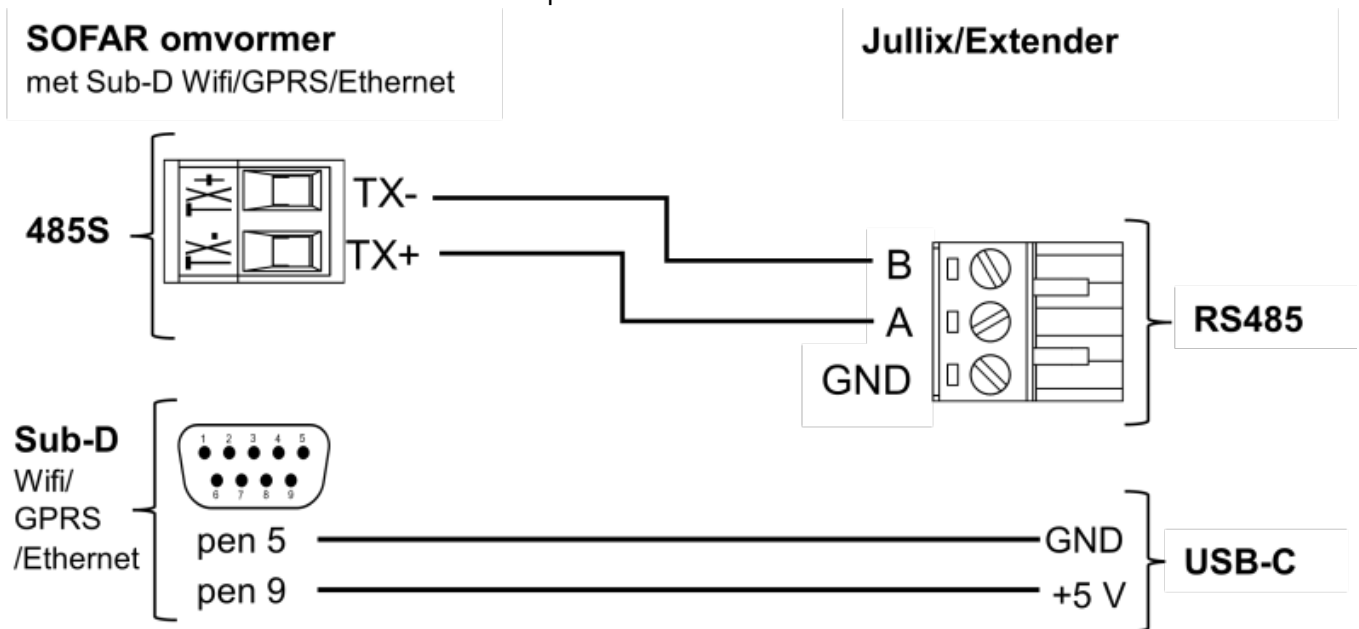 SOFAR omvormer
met Sub-D Wifi/GPRS/Ethernet
Jullix/Extender
485S
TX+
TX-
TX-
TX+
B
A
GND
RS485
Sub-D
Wifi/
GPRS
/Ethernet
1 2 3 4 5
6 7 8 9
pen 5
pen 9
GND
+5 V
USB-C